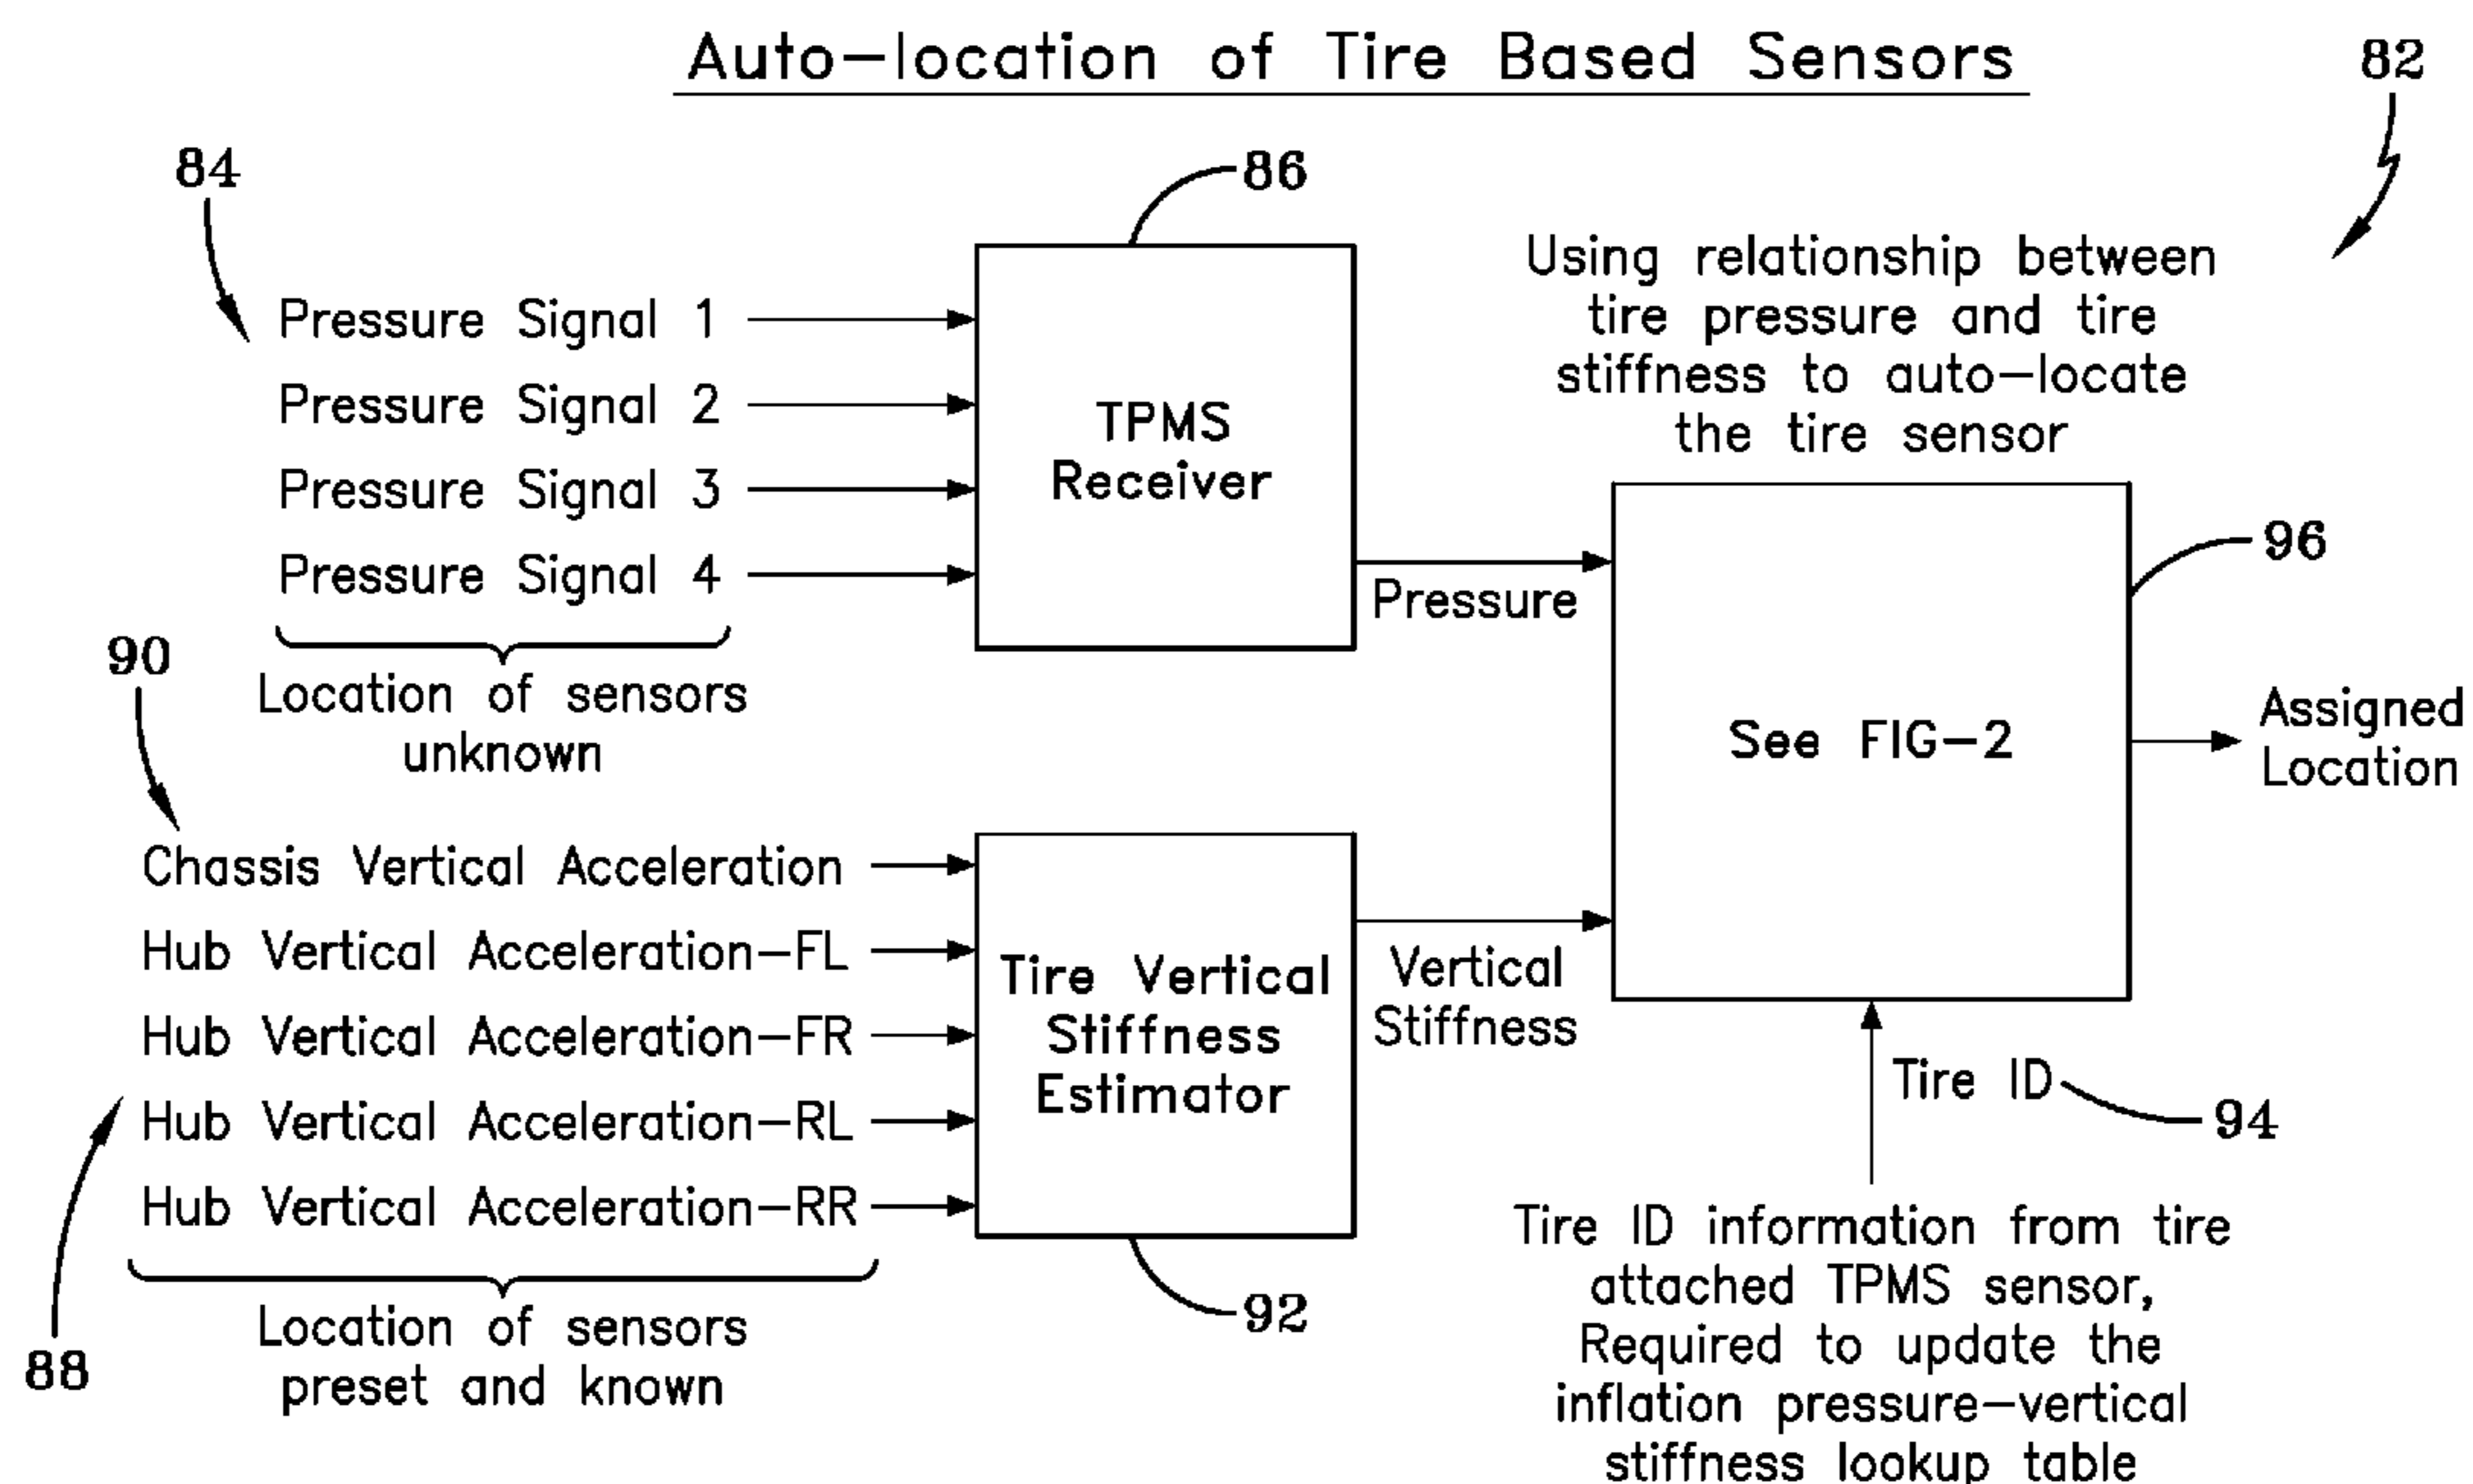 Auto-location of Tire Based Sensors
82
84
86
Pressure Signal 1
Pressure Signal 2
Pressure Signal 3
Pressure Signal 4
Location of sensors
unknown
TPMS
Receiver
Using relationship between
tire pressure and tire
stiffness to auto-locate
the tire sensor
Pressure
96
See FIG-2
Assigned
Location
90
Chassis Vertical Acceleration
Hub Vertical Acceleration-FL
Hub Vertical Acceleration-FR
Hub Vertical Acceleration-RL
Hub Vertical Acceleration-RR
88
Location of sensors
preset and known
Tire Vertical
Stiffness
Estimator
92
Vertical
Stiffness
Tire ID
94
Tire ID information from tire
attached TPMS sensor,
Required to update the
inflation pressure-vertical
stiffness lookup table